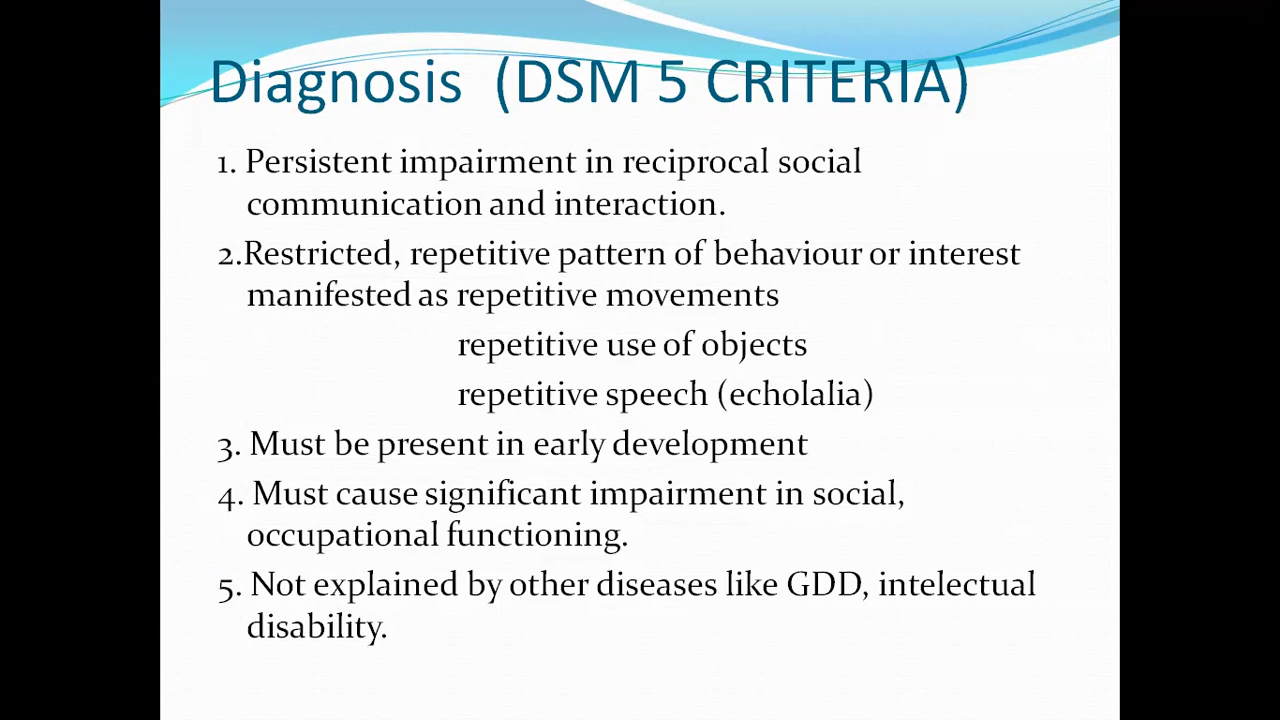 Diagnosis (DSM 5 CRITERIA)
1. Persistent impairment in reciprocal social
communication and interaction.
2.Restricted, repetitive pattern of behaviour or interest
manifested as repetitive movements
repetitive use of objects
repetitive speech (echolalia)
3. Must be present in early development
4. Must cause significant impairment in social,
occupational functioning.
5. Not explained by other diseases like GDD, intelectual
disability.